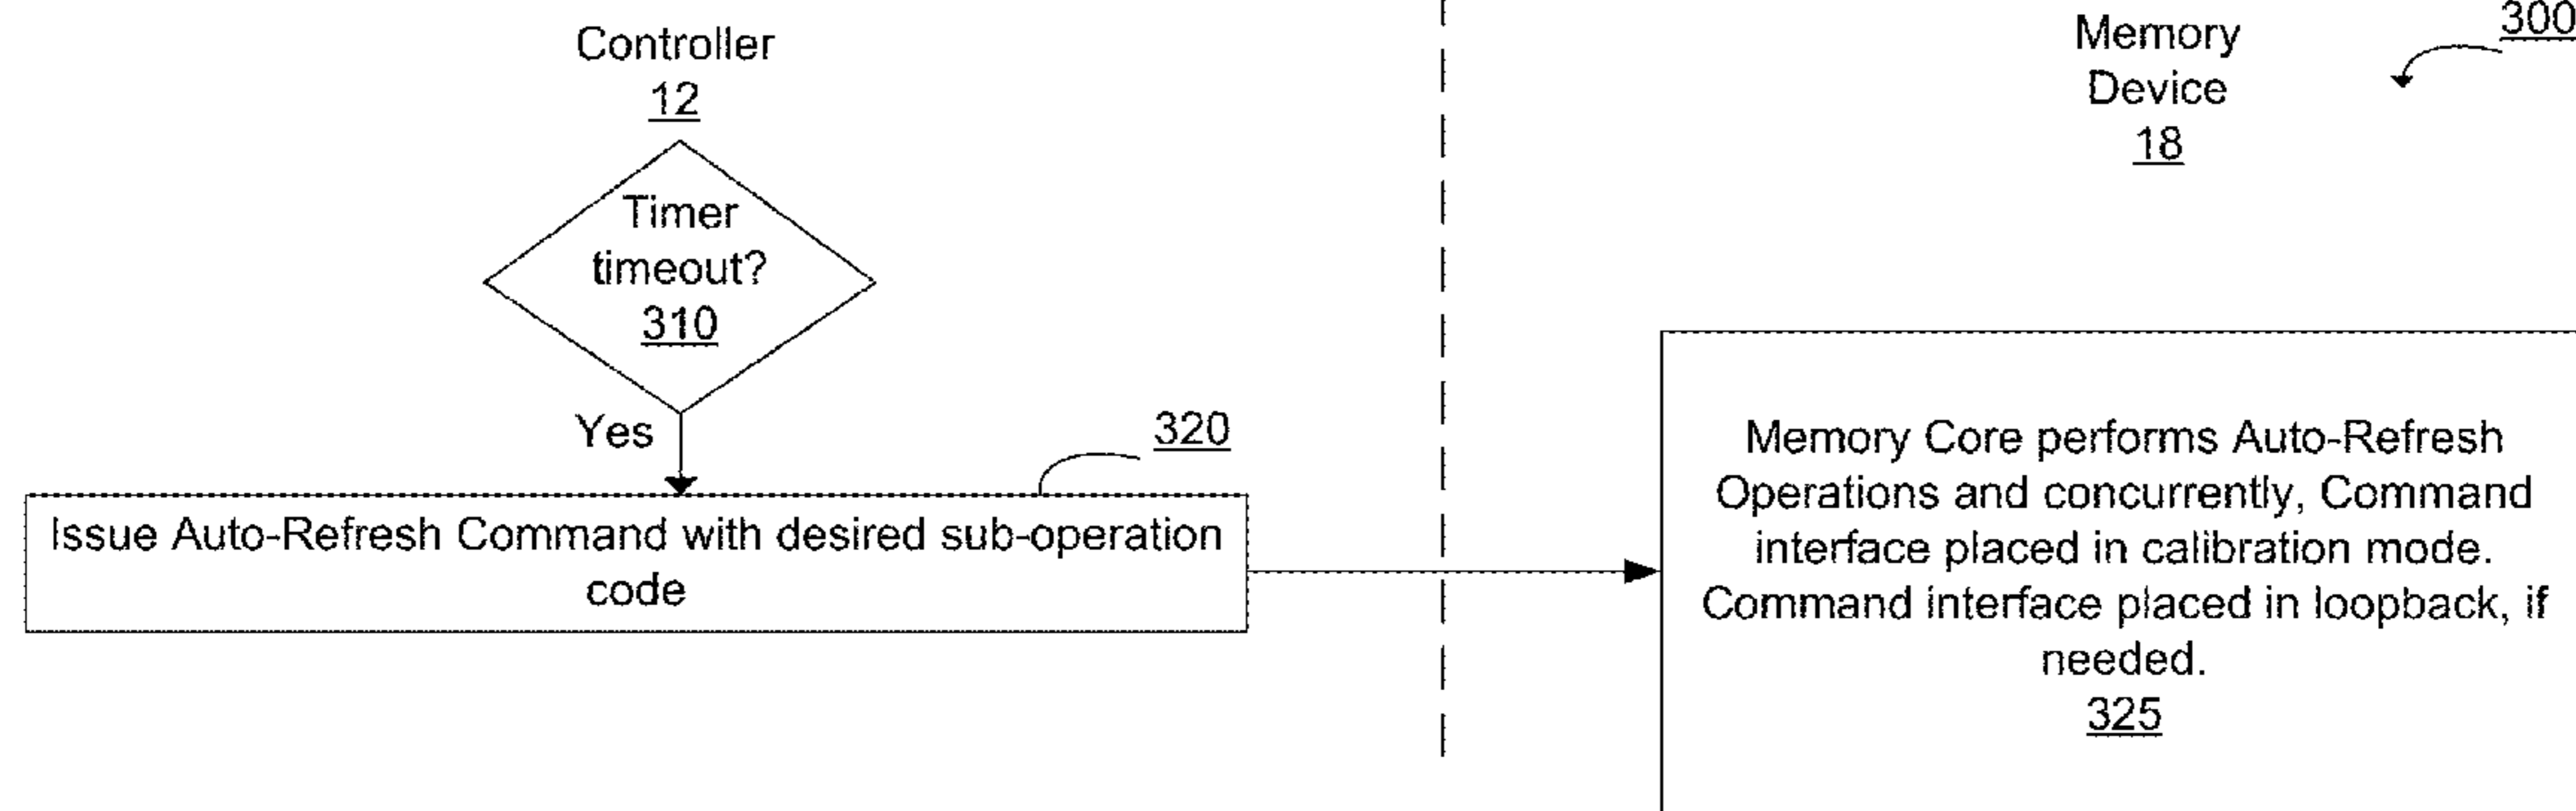 Controller
12
Timer
timeout?
310
Yes
320
Issue Auto-Refresh Command with desired sub-operation
code
Memory
Device
18
300
Memory Core performs Auto-Refresh
Operations and concurrently, Command
interface placed in calibration mode.
Command interface placed in loopback, if
needed.
325